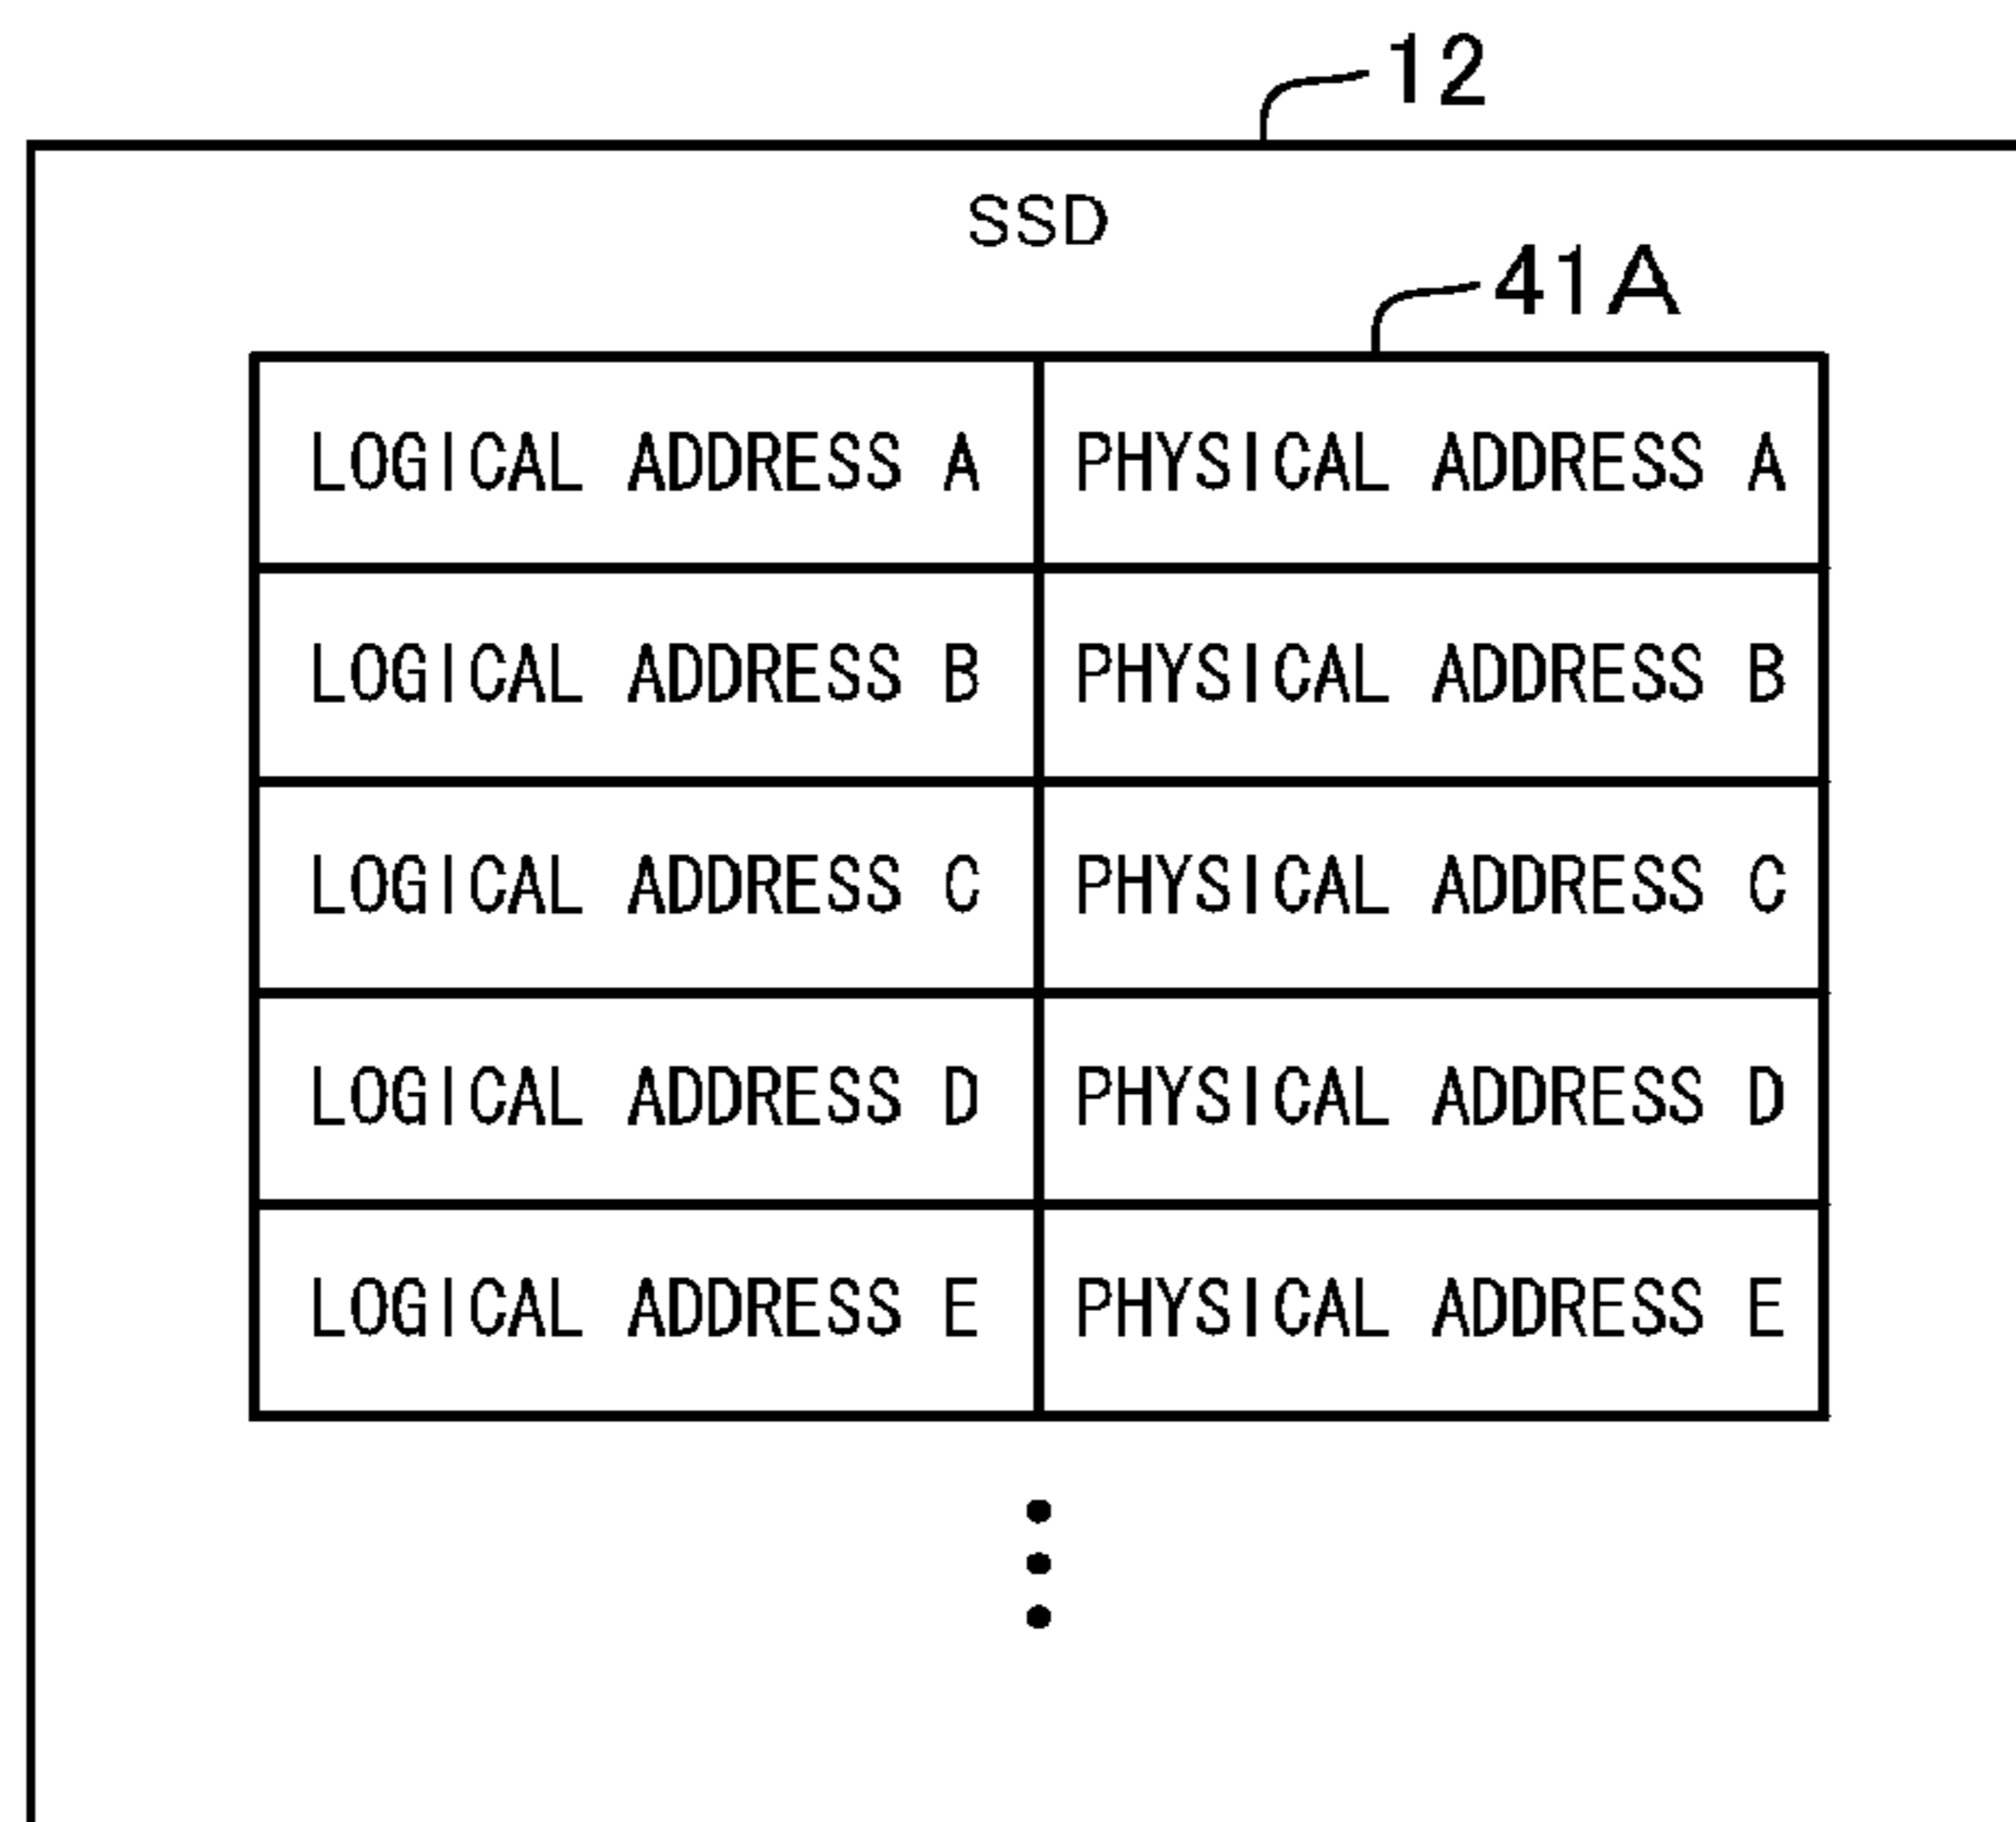 12
SSD
41A
LOGICAL ADDRESS A PHYSICAL ADDRESS A
LOGICAL ADDRESS B PHYSICAL ADDRESS B
LOGICAL ADDRESS C PHYSICAL ADDRESS C
LOGICAL ADDRESS D PHYSICAL ADDRESS D
LOGICAL ADDRESS E PHYSICAL ADDRESS E